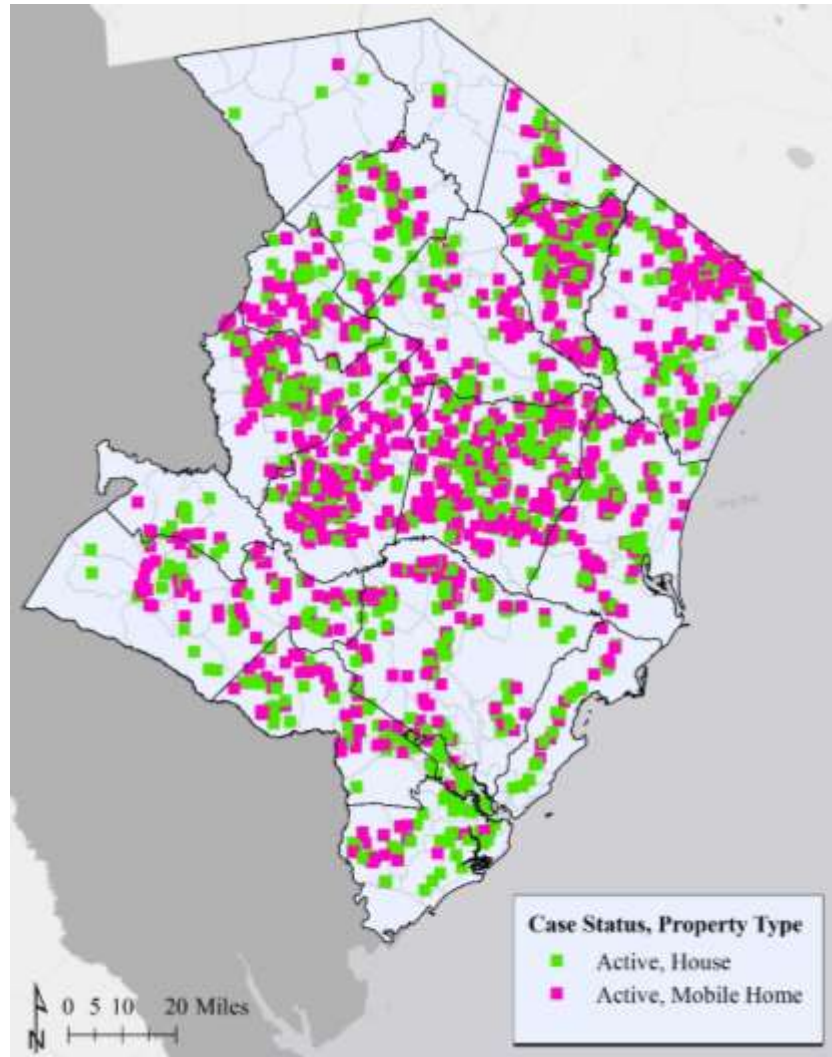 Case Status, Property Type
Active, House
Active, Mobile Home
N
0 5 10 20 Miles